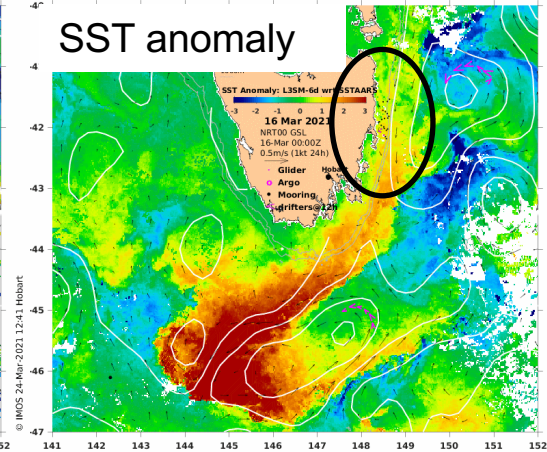 SST anomaly
SST Anomaly: L3SM-6d wrt SSTAARS
-3 -2 -1 0 1 2 3
16 Mar 2021
NRT00 GSL
16-Mar 00:00Z
0.5m/s (1kt 24h)
Glider
Hobart
Argo
Mooring
drifters@12h
-4
-42
-43
-44
-45
-46
-47
52 141 142 143 144 145 146 147 148 149 150 151 152
© IMOS 24-Mar-2021 12:41 Hobart